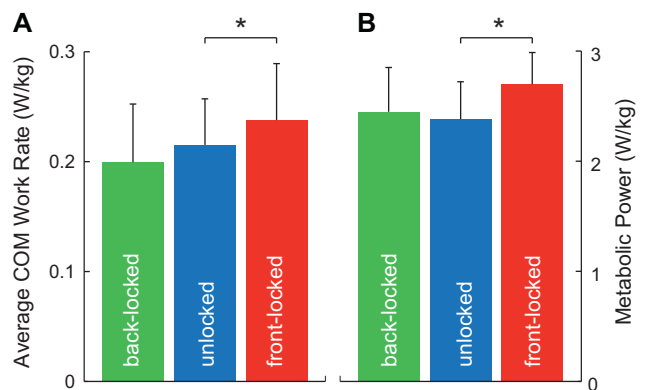 A
B
*
*
Average COM Work Rate (W/kg)
0.3
0.2
0.1
0
back-locked
unlocked
front-locked
back-locked
unlocked
front-locked
3
2
1
0
Metabolic Power (W/kg)